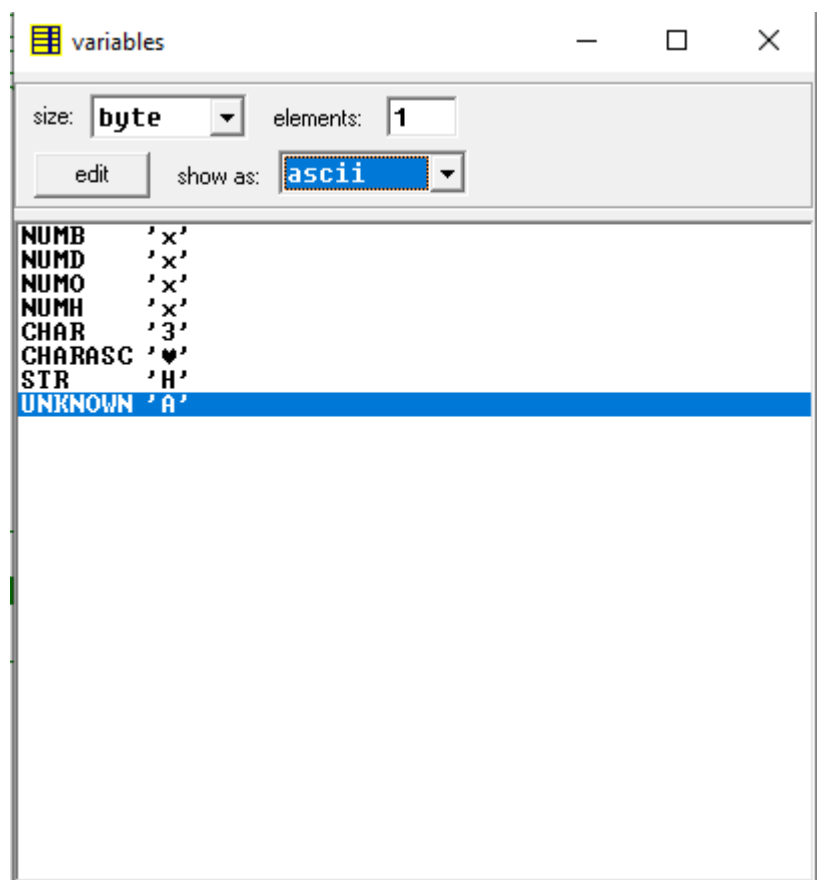 variables
size: byte elements: 1
edit show as: ascii
NUMB 'x'
NUMD 'x'
NUMO 'x'
NUMH 'x'
CHAR '3'
CHARASC '♥'
STR 'H'
UNKNOWN 'A'